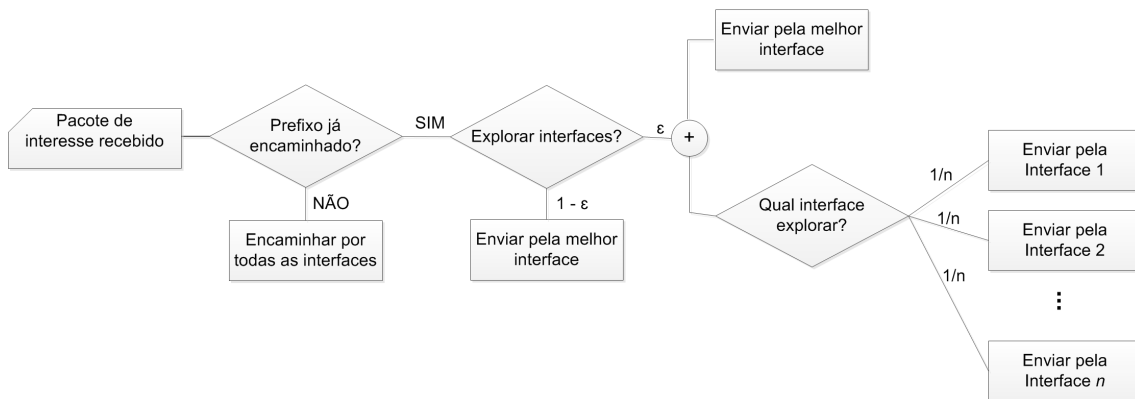 Enviar pela melhor
interface
Pacote de
interesse recebido
Prefixo já
encaminhado?
SIM
Explorar interfaces?
ε
+
NÃO
Encaminhar por
todas as interfaces
1 - ε
Enviar pela melhor
interface
Qual interface
explorar?
1/n
Enviar pela
Interface 1
1/n
Enviar pela
Interface 2
1/n
Enviar pela
Interface n